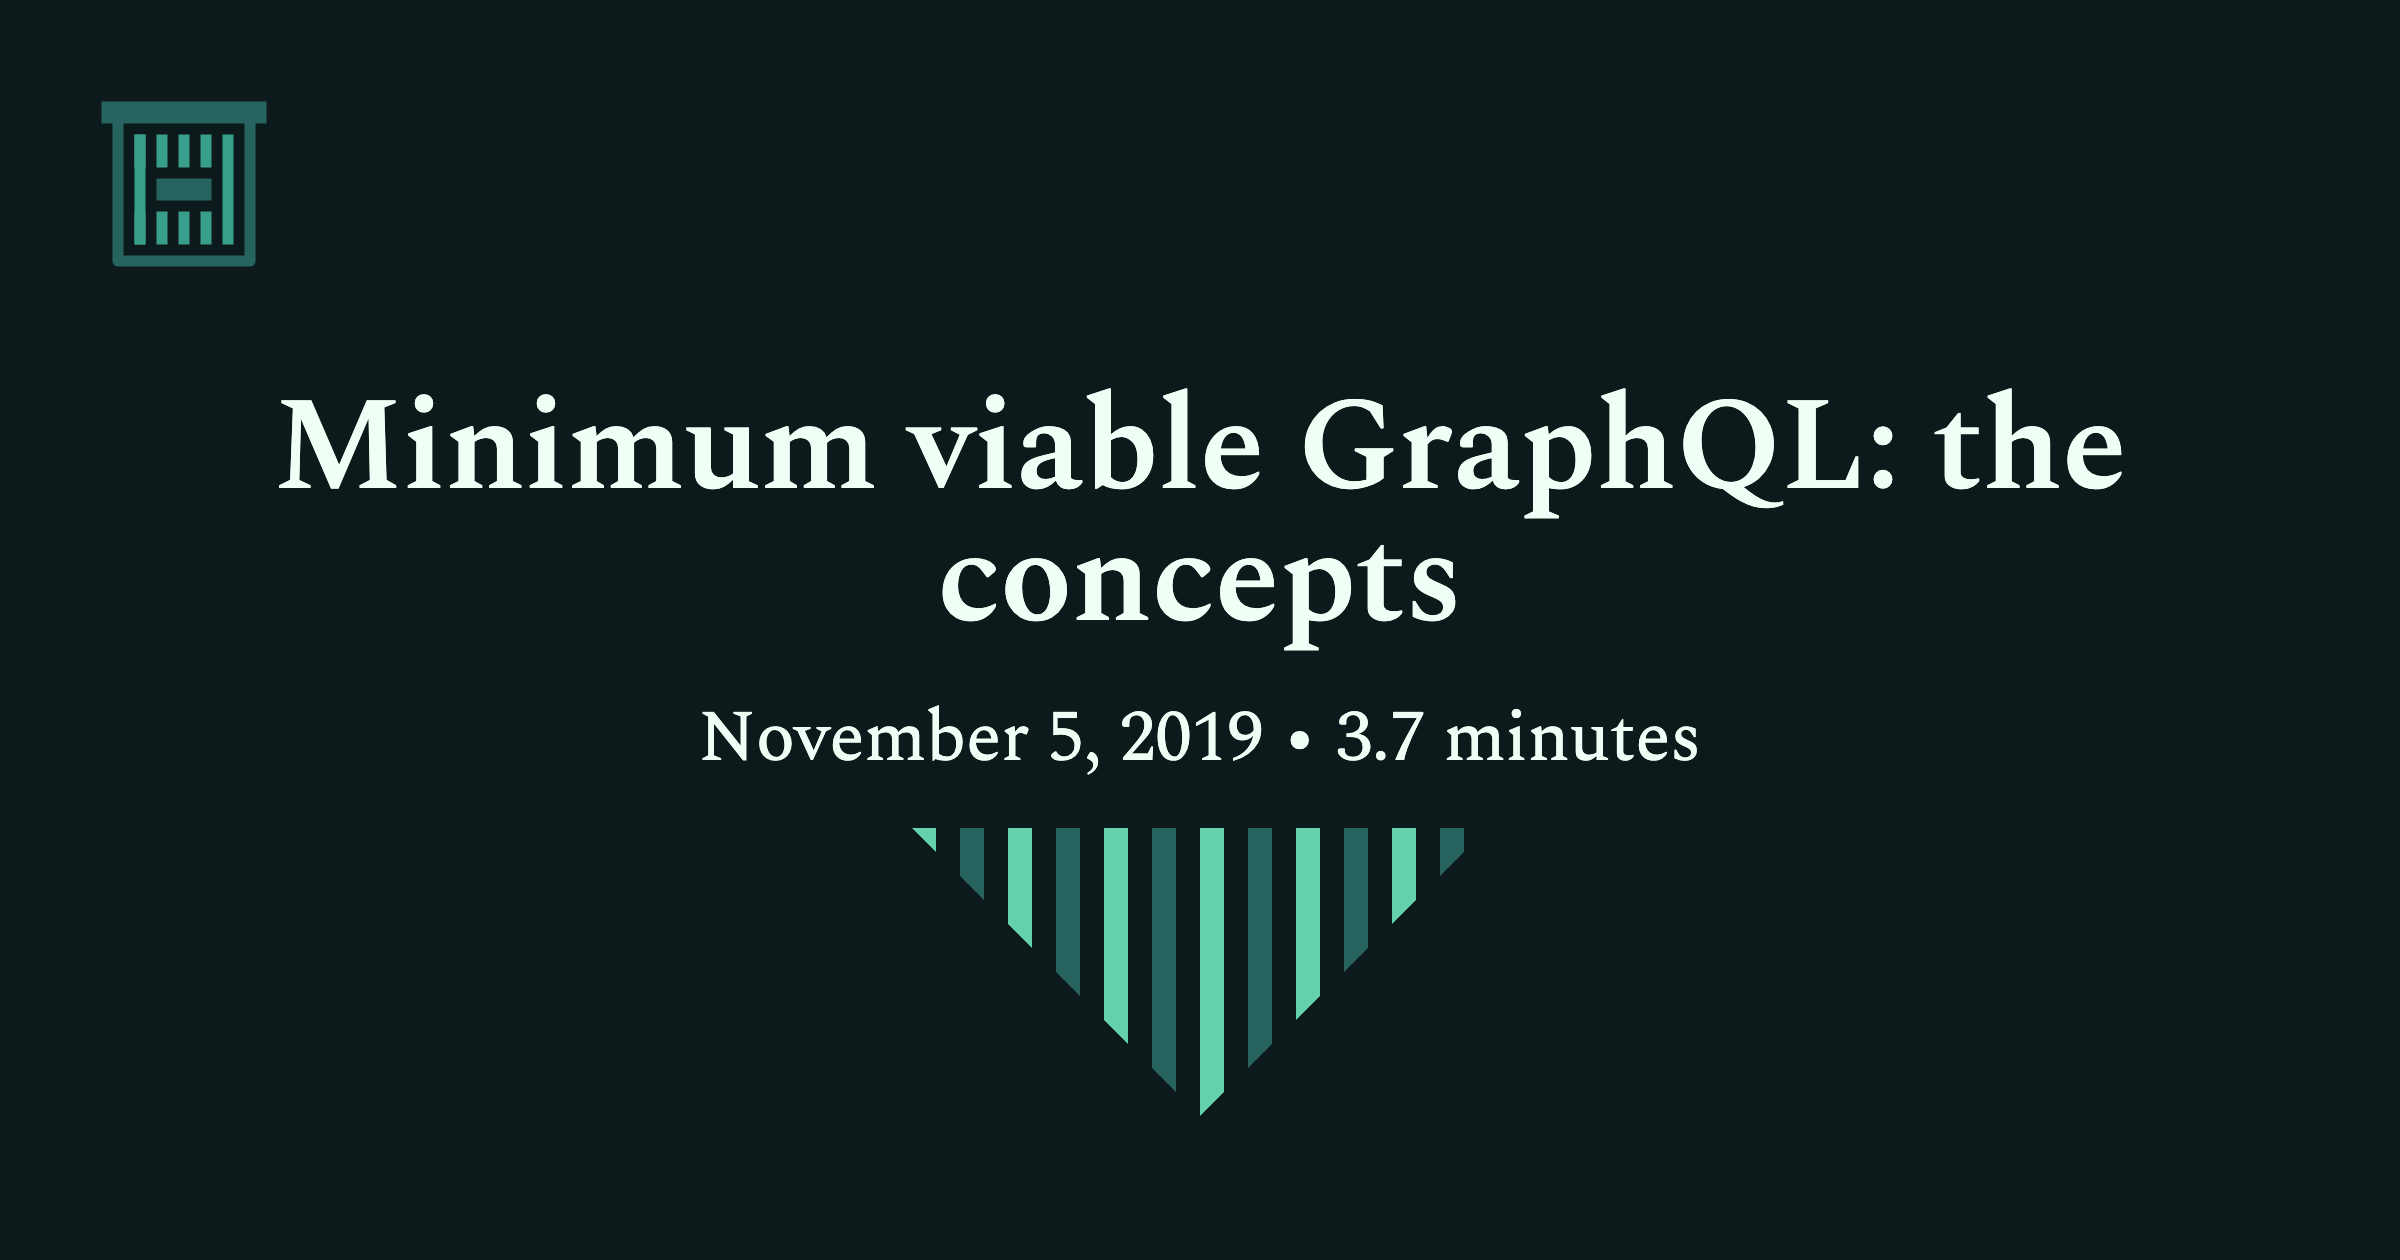 Minimum viable GraphQL: the
concepts
November 5, 2019 • 3.7 minutes